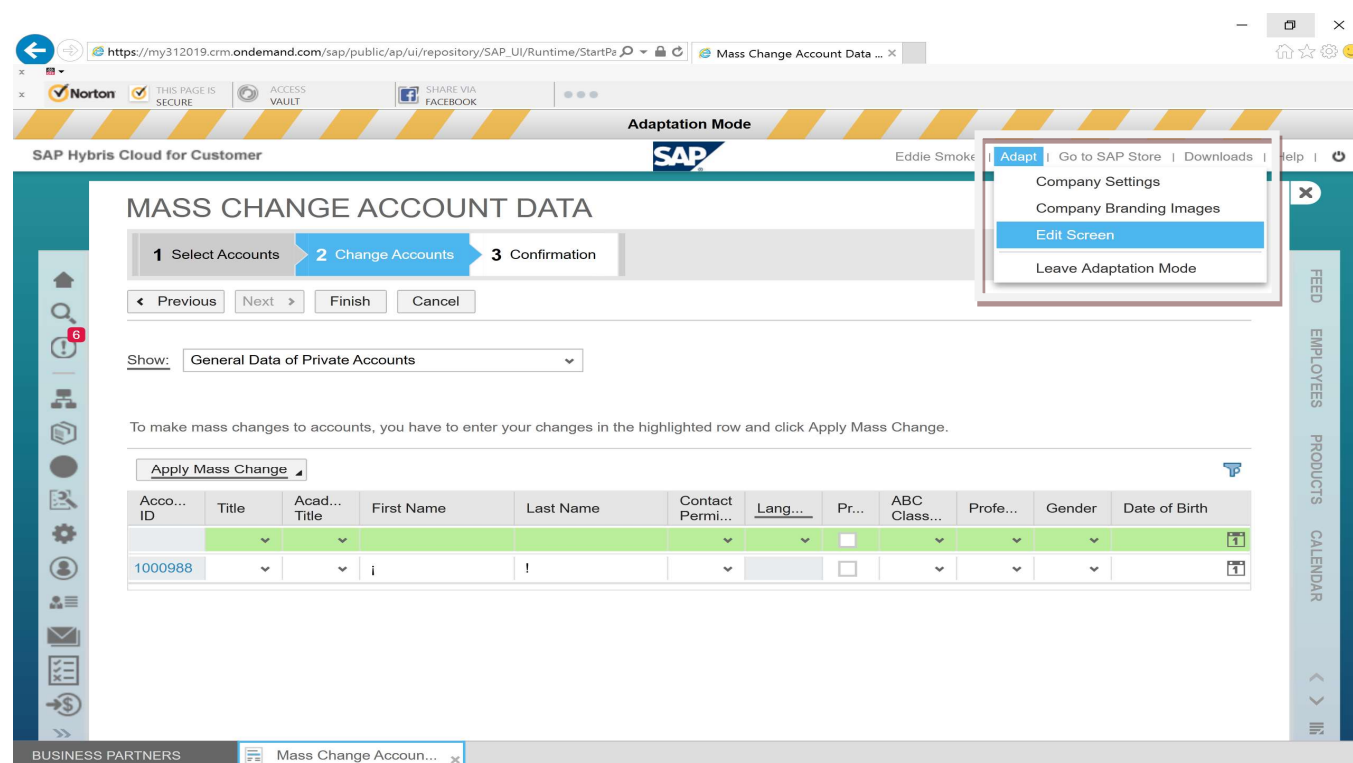 https://my312019.crm.ondemand.com/sap/public/ap/ui/repository/SAP_UI/Runtime/StartPa
Mass Change Account Data ...
Norton
THIS PAGE IS SECURE
ACCESS VAULT
SHARE VIA FACEBOOK
Adaptation Mode
SAP Hybris Cloud for Customer
SAP
Eddie Smoke | Adapt | Go to SAP Store | Downloads | Help |
Company Settings
Company Branding Images
Edit Screen
Leave Adaptation Mode
MASS CHANGE ACCOUNT DATA
1 Select Accounts 2 Change Accounts 3 Confirmation
Previous Next Finish Cancel
6
Show: General Data of Private Accounts
To make mass changes to accounts, you have to enter your changes in the highlighted row and click Apply Mass Change.
Apply Mass Change
Acco... ID Title Acad... Title First Name Last Name Contact Permi... Lang... Pr... ABC Class... Profe... Gender Date of Birth
1
1000988 ¡ ! 1
FEED
EMPLOYEES
PRODUCTS
CALENDAR
BUSINESS PARTNERS
Mass Change Accoun...